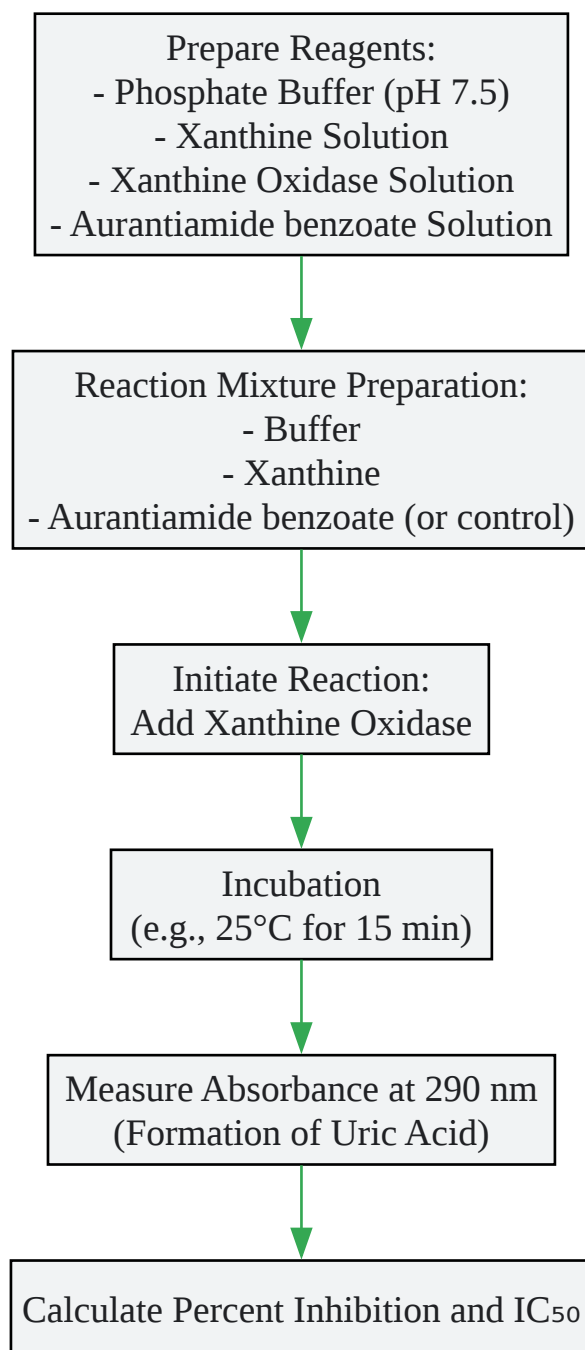 Prepare Reagents:
- Phosphate Buffer (pH 7.5)
- Xanthine Solution
- Xanthine Oxidase Solution
- Aurantiamide benzoate Solution
Reaction Mixture Preparation:
- Buffer
- Xanthine
- Aurantiamide benzoate (or control)
Initiate Reaction:
Add Xanthine Oxidase
Incubation
(e.g., 25°C for 15 min)
Measure Absorbance at 290 nm
(Formation of Uric Acid)
Calculate Percent Inhibition and IC₅₀